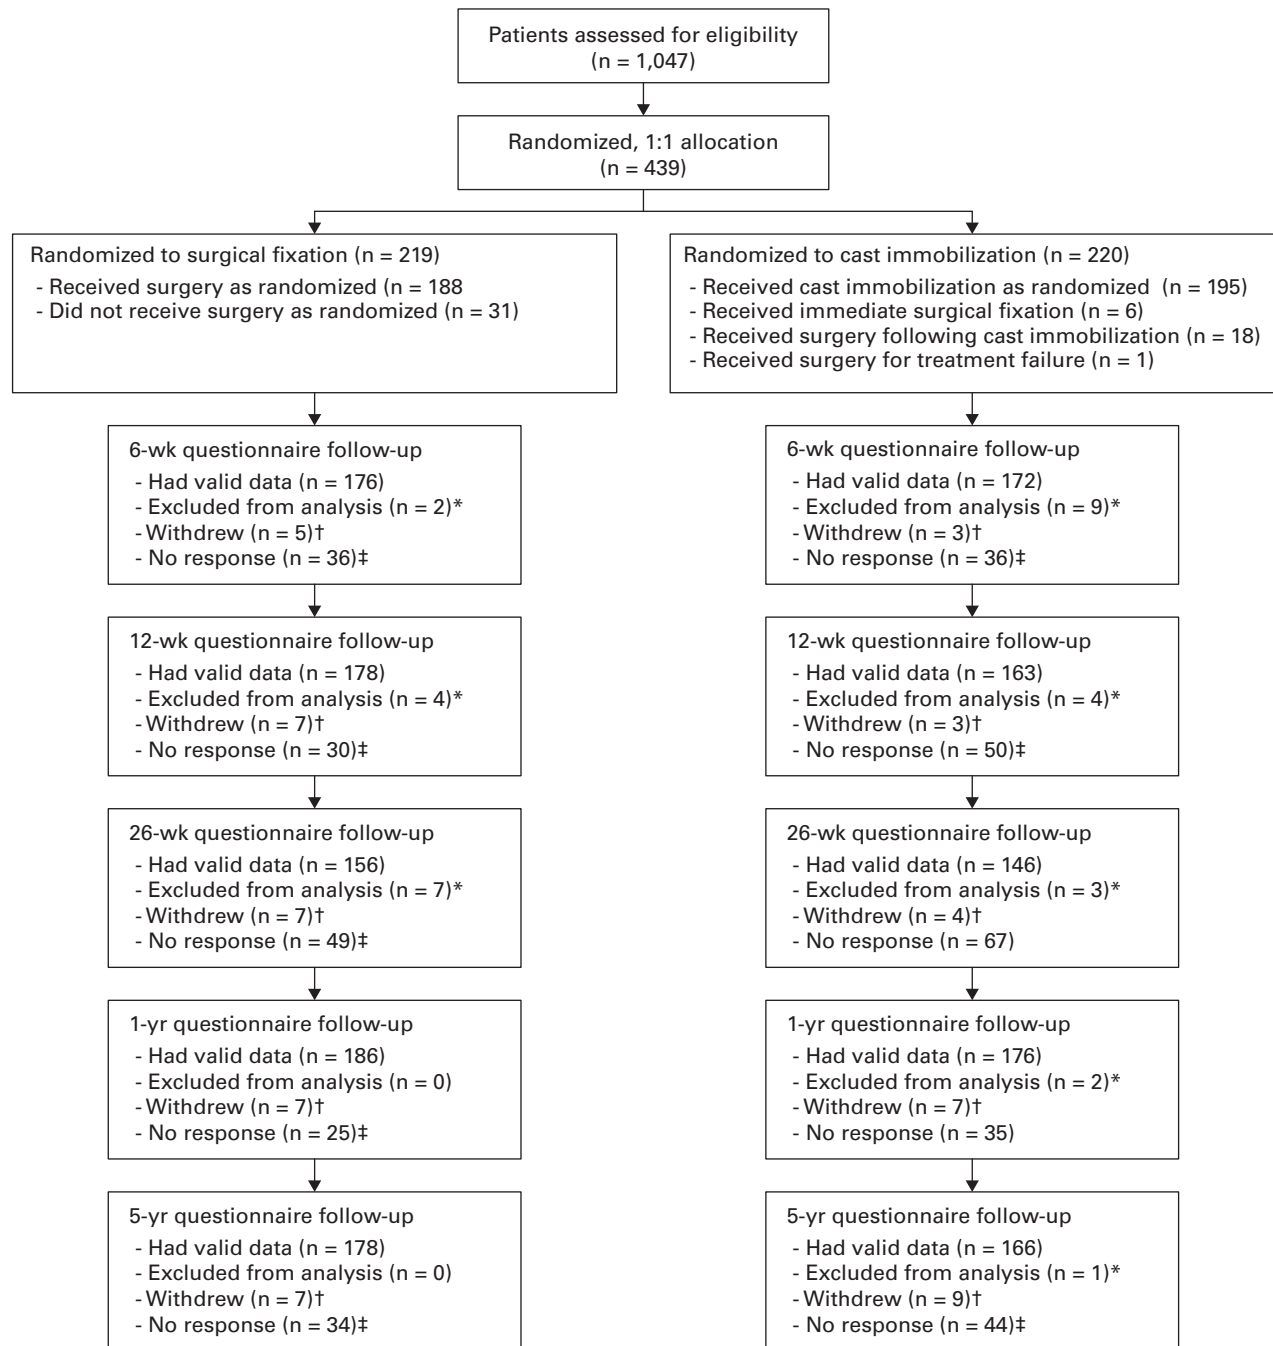 Patients assessed for eligibility
(n = 1,047)
Randomized, 1:1 allocation
(n = 439)
Randomized to surgical fixation (n = 219)
- Received surgery as randomized (n = 188
- Did not receive surgery as randomized (n = 31)
Randomized to cast immobilization (n = 220)
- Received cast immobilization as randomized (n = 195)
- Received immediate surgical fixation (n = 6)
- Received surgery following cast immobilization (n = 18)
- Received surgery for treatment failure (n = 1)
6-wk questionnaire follow-up
- Had valid data (n = 176)
- Excluded from analysis (n = 2)*
- Withdrew (n = 5)†
- No response (n = 36)‡
6-wk questionnaire follow-up
- Had valid data (n = 172)
- Excluded from analysis (n = 9)*
- Withdrew (n = 3)†
- No response (n = 36)‡
12-wk questionnaire follow-up
- Had valid data (n = 178)
- Excluded from analysis (n = 4)*
- Withdrew (n = 7)†
- No response (n = 30)‡
12-wk questionnaire follow-up
- Had valid data (n = 163)
- Excluded from analysis (n = 4)*
- Withdrew (n = 3)†
- No response (n = 50)‡
26-wk questionnaire follow-up
- Had valid data (n = 156)
- Excluded from analysis (n = 7)*
- Withdrew (n = 7)†
- No response (n = 49)‡
26-wk questionnaire follow-up
- Had valid data (n = 146)
- Excluded from analysis (n = 3)*
- Withdrew (n = 4)†
- No response (n = 67)
1-yr questionnaire follow-up
- Had valid data (n = 186)
- Excluded from analysis (n = 0)
- Withdrew (n = 7)†
- No response (n = 25)‡
1-yr questionnaire follow-up
- Had valid data (n = 176)
- Excluded from analysis (n = 2)*
- Withdrew (n = 7)†
- No response (n = 35)
5-yr questionnaire follow-up
- Had valid data (n = 178)
- Excluded from analysis (n = 0)
- Withdrew (n = 7)†
- No response (n = 34)‡
5-yr questionnaire follow-up
- Had valid data (n = 166)
- Excluded from analysis (n = 1)*
- Withdrew (n = 9)†
- No response (n = 44)‡